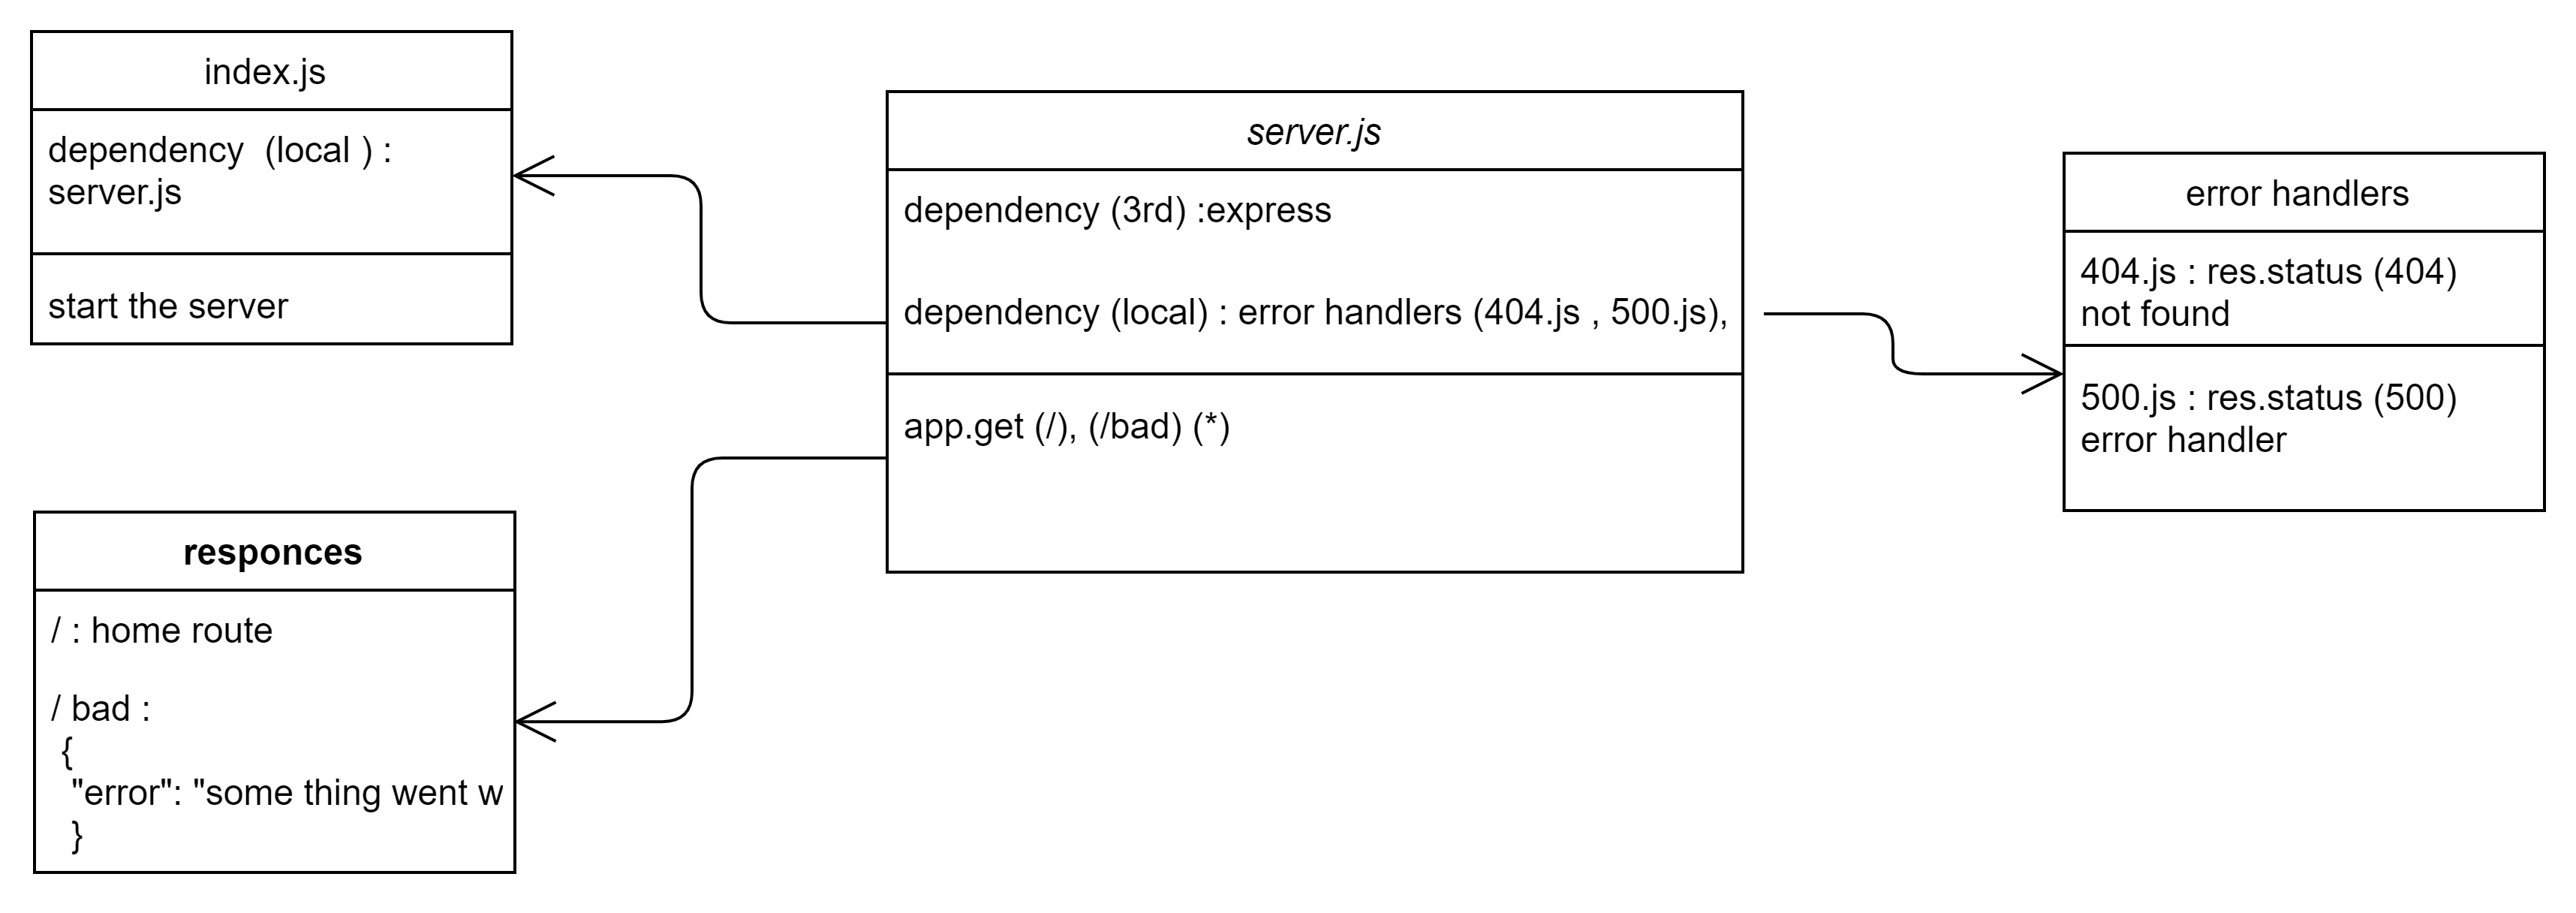 index.js
dependency  (local ) :
server.js
start the server
server.js
dependency (3rd) :express
dependency (local) : error handlers (404.js , 500.js),
app.get (/), (/bad) (*)
error handlers
404.js : res.status (404)
not found
500.js : res.status (500)
error handler
responces
/ : home route
/ bad :
{
"error": "some thing went w
}